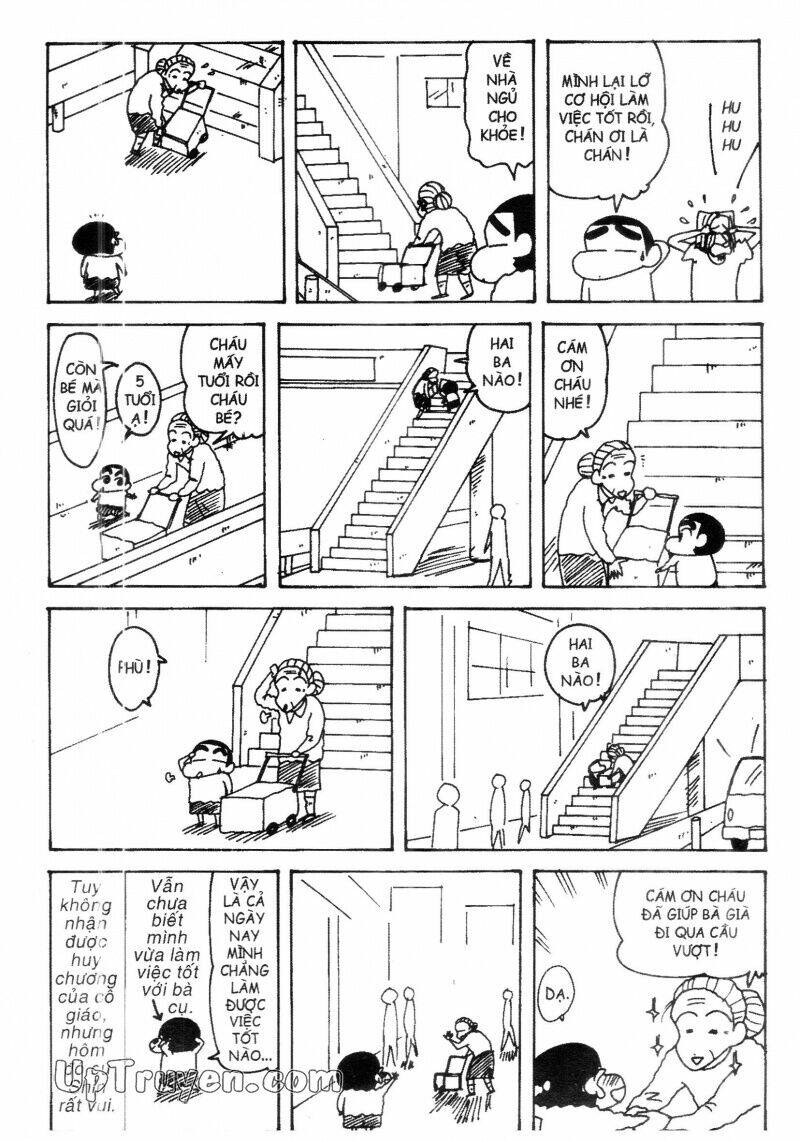 HU
HU
HU
MÌNH LẠI LỠ
CƠ HỘI LÀM
VIỆC TỐT RỒI,
CHÁN ƠI LÀ
CHÁN!
VỀ
NHÀ
NGỦ
CHO
KHỎE!
CÁM
ƠN
CHÁU
NHÉ!
HAI
BA
NÀO!
CHÁU
MẤY
TUỔI RỒI
CHÁU
BÉ?
5
TUỔI
Ạ!
CÒN
BÉ MÀ
GIỎI
QUÁ!
HAI
BA
NÀO!
PHÙ!
CÁM ƠN CHÁU
ĐÃ GIÚP BÀ GIÀ
ĐI QUA CẦU
VƯỢT!
DẠ.
VẬY
LÀ CẢ
NGÀY
NAY
MÌNH
CHẲNG
LÀM
ĐƯỢC
VIỆC
TỐT
NÀO...
Vẫn
chưa
biết
mình
vừa làm
việc tốt
với bà
cụ.
Tuy
không
nhận
được
huy
chương
của cô
giáo,
nhưng
hôm
rất vui.
UpTruyen.com